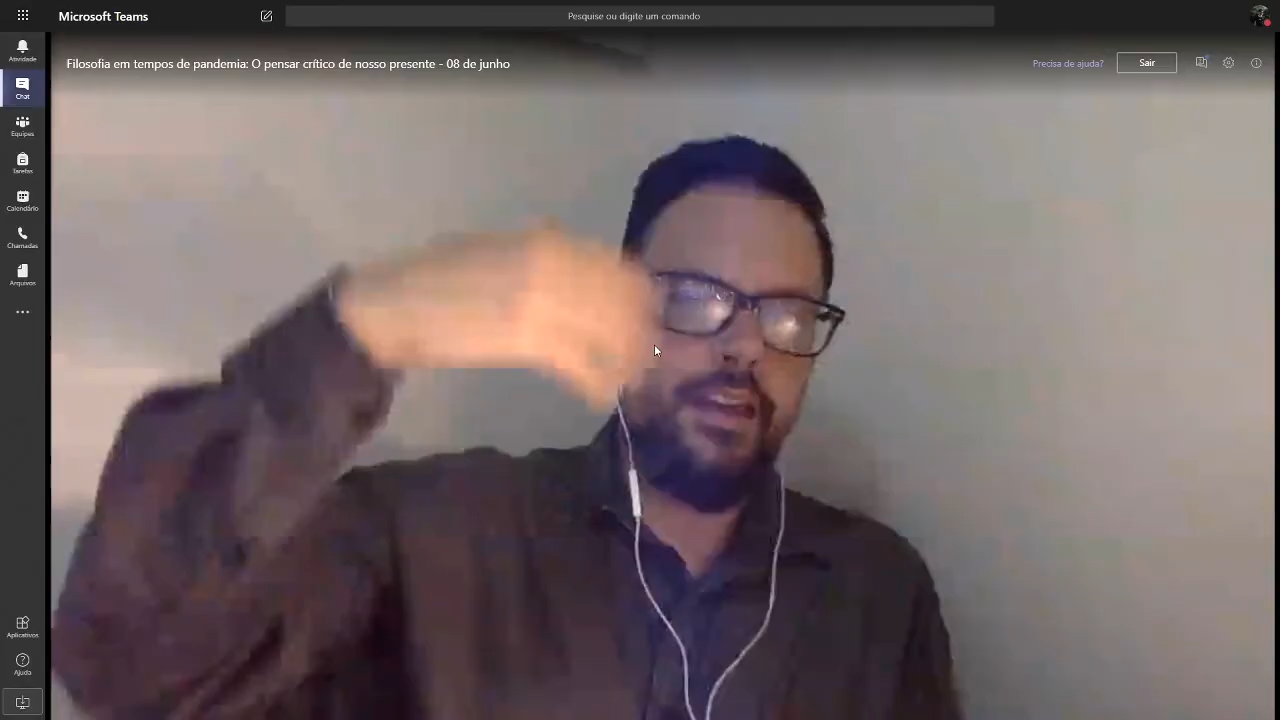 Microsoft Teams
Pesquise ou digite um comando
Filosofia em tempos de pandemia: O pensar crítico de nosso presente - 08 de junho
Precisa de ajuda?
Sair
Atividade
Chat
Equipes
Tarefas
Calendário
Chamadas
Arquivos
Aplicativos
Ajuda